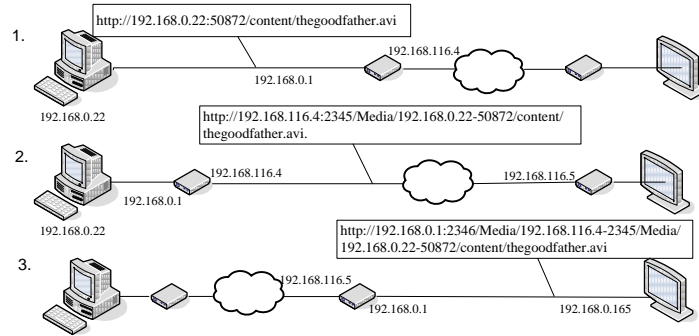 http://192.168.0.22:50872/content/thegoodfather.avi
1.
192.168.116.4
192.168.0.1
192.168.0.22
http://192.168.116.4:2345/Media/192.168.0.22-50872/content/
thegoodfather.avi.
2.
192.168.116.4
192.168.116.5
192.168.0.1
192.168.0.22
http://192.168.0.1:2346/Media/192.168.116.4-2345/Media/
192.168.0.22-50872/content/thegoodfather.avi
3.
192.168.116.5
192.168.0.1
192.168.0.165